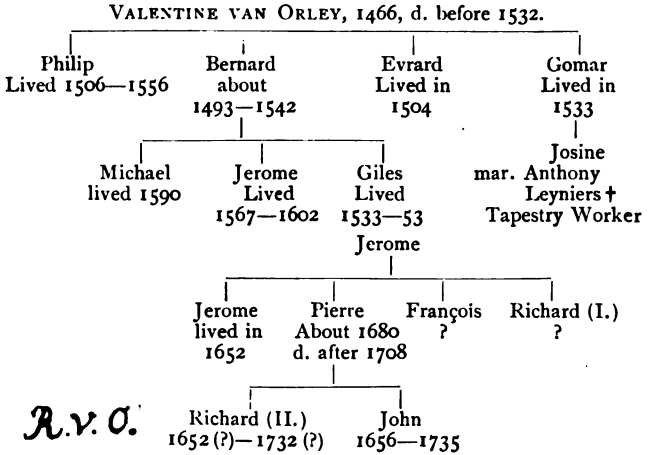 VALENTINE VAN ORLEY, 1466, d. before 1532.
Philip Bernard Evrard Gomar
Lived 1506—1556 about Lived in Lived in
1493—1542 1504 1533
Michael Jerome Giles Josine
lived 1590 Lived Lived mar. Anthony
1567—1602 1533—53 Leyniers †
Tapestry Worker
Jerome
Jerome Pierre François Richard (I.)
lived in About 1680 ? ?
1652 d. after 1708
R.V.O. Richard (II.) John
1652 (?)—1732 (?) 1656—1735